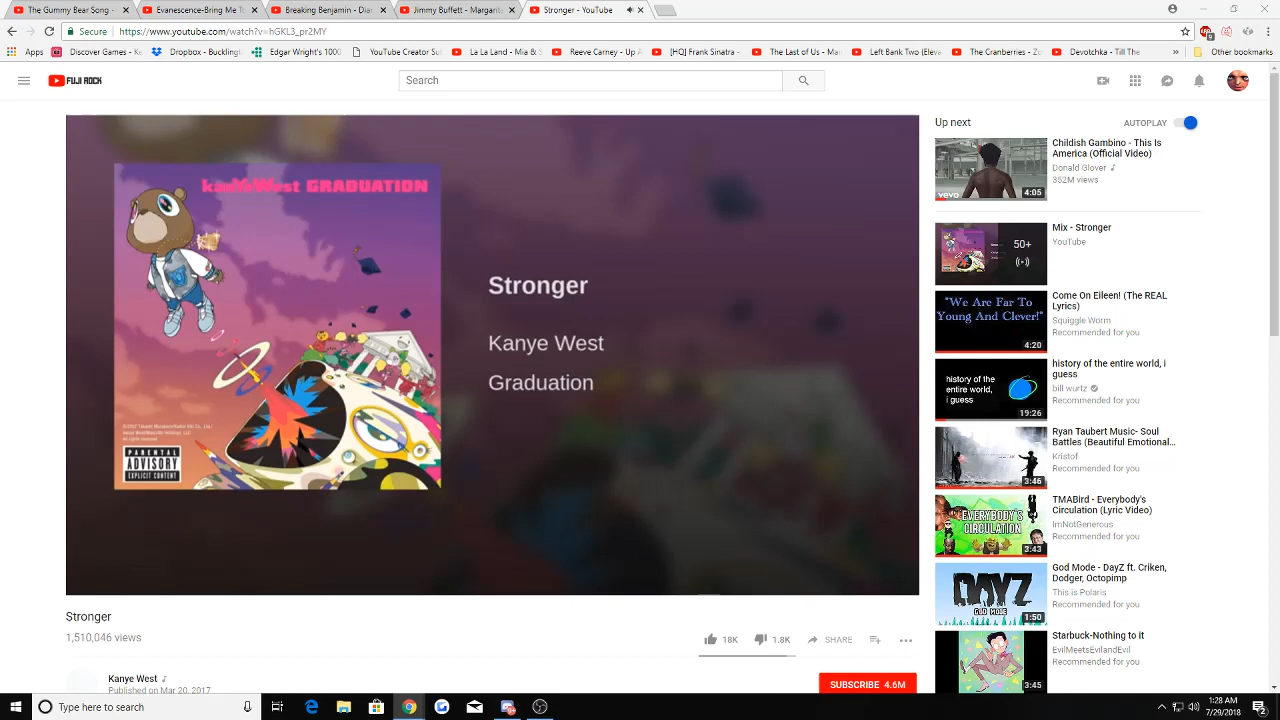 The Gummy Bear Song -
Evanescence-Bring Me T
Breaking Benjamin - Dia
Jimmy Buffett - Margarit
Stronger - YouTube
Secure
https://www.youtube.com/watch?v=hGKL3_pr2MY
Apps
Discover Games - Ko
Dropbox - Buckling
Edgar Wright's 1000
YouTube Creator Su
La La Land (Mia & S
Rey Carney - Up A
[HQ] Frank Sinatra -
The Last of Us - Mai
Left Bank Two (The
The Cranberries - Zo
Devotchka - Till the
»
Other bookmarks
FUJI ROCK
Search
kanyeWest GRADUATION
PARENTAL
ADVISORY
EXPLICIT CONTENT
Stronger
Kanye West
Graduation
Stronger
1,510,046 views
18K
1.8K
SHARE
Kanye West
Published on Mar 20, 2017
SUBSCRIBE 4.6M
Up next
AUTOPLAY
4:05
Childish Gambino - This Is
America (Official Video)
Donald Glover
352M views
50+
Mix - Stronger
YouTube
"We Are Far To
Young And Clever!"
4:20
Come On Eileen! (The REAL
Lyrics)
Squiggle Worm
Recommended for you
history of the
entire world,
i guess
19:26
history of the entire world, i
guess
bill wurtz
Recommended for you
3:46
Ryan Taubert Music- Soul
Battles (Beautiful Emotional...
Kristof
Recommended for you
EVERYBODY'S
CIRCULATION
3:43
TMABird - Everybody's
Circulation (Lyric Video)
ImNotGenerous
Recommended for you
DAYZ
GOD MODE
1:50
God Mode - DayZ ft. Criken,
Dodger, Octopimp
This is Polaris
Recommended for you
3:45
Starbuck-Nothing to it
EvilMeetsEvilandEvil
Recommended for you
Type here to search
1:28 AM
7/29/2018
2